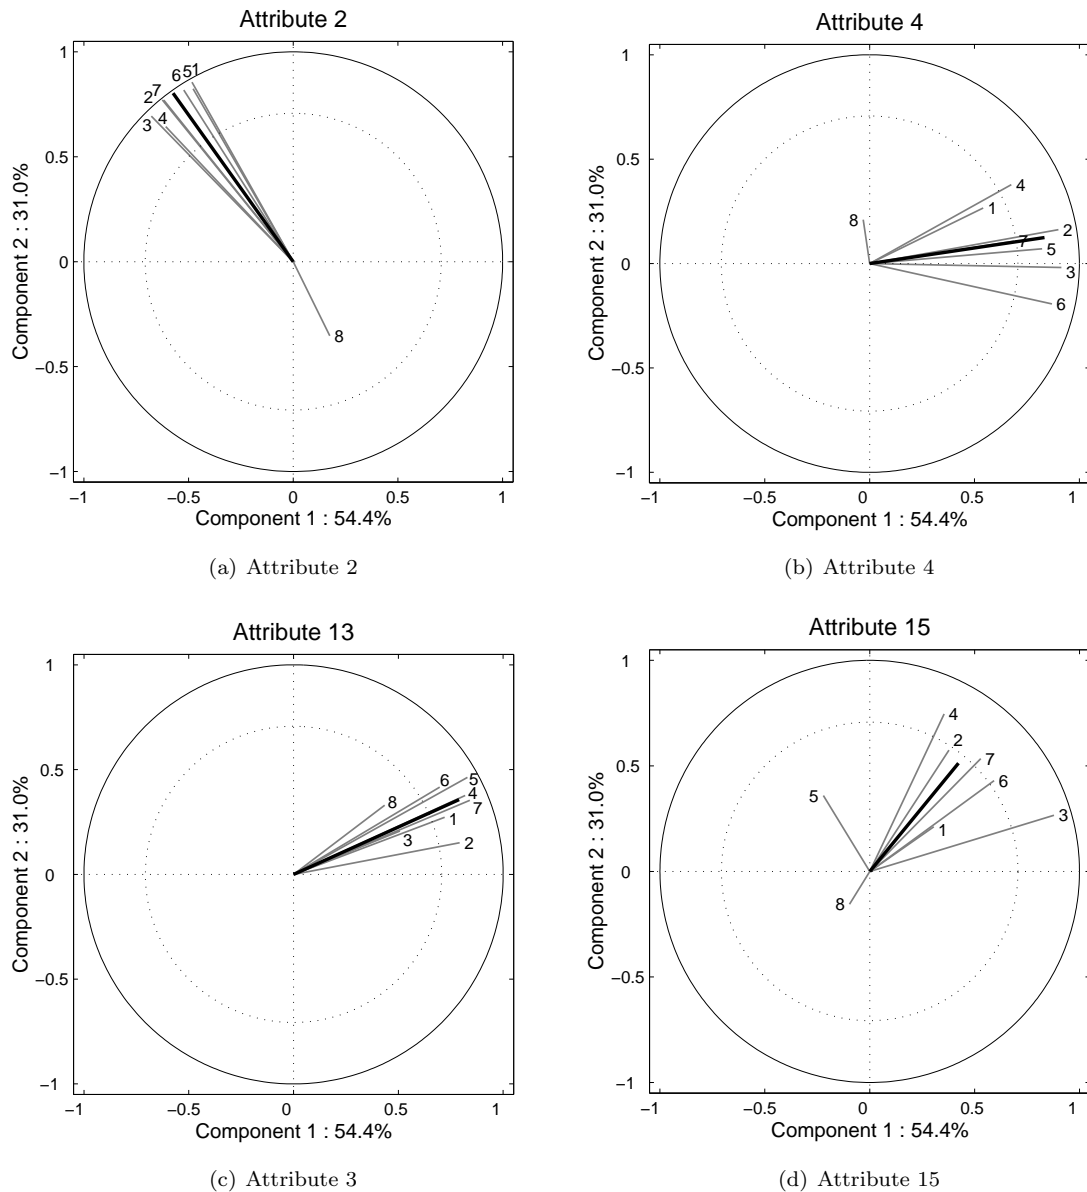 Attribute 2
Component 2 : 31.0%
1
0.5
0
−0.5
−1
6 5 1
2 7
3 4
8
−1 −0.5 0 0.5 1
Component 1 : 54.4%
(a) Attribute 2
Attribute 4
Component 2 : 31.0%
1
0.5
0
−0.5
−1
4
8 1
2
7 5
3
6
−1 −0.5 0 0.5 1
Component 1 : 54.4%
(b) Attribute 4
Attribute 13
Component 2 : 31.0%
1
0.5
0
−0.5
−1
6 5
8 4
7
1
3 2
−1 −0.5 0 0.5 1
Component 1 : 54.4%
(c) Attribute 3
Attribute 15
Component 2 : 31.0%
1
0.5
0
−0.5
−1
4
2
7
5 6
1 3
8
−1 −0.5 0 0.5 1
Component 1 : 54.4%
(d) Attribute 15